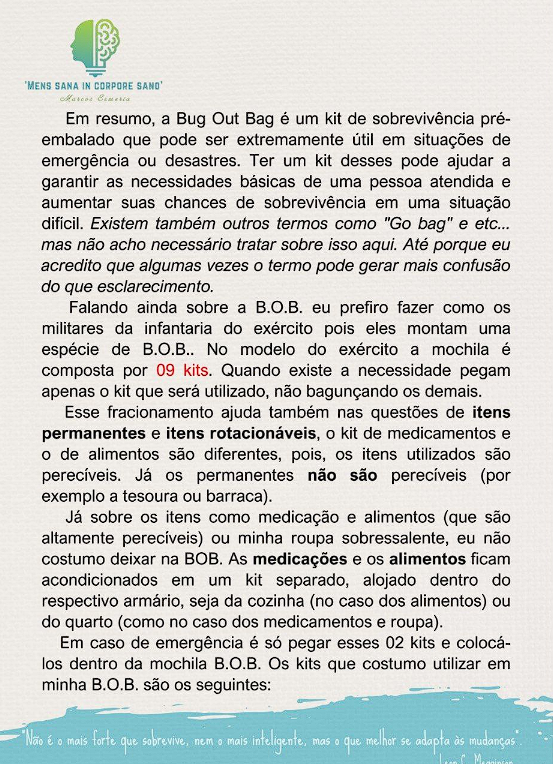 "MENS SANA IN CORPORE SANO"
Em resumo, a Bug Out Bag é um kit de sobrevivência pré-
embalado que pode ser extremamente útil em situações de
emergência ou desastres. Ter um kit desses pode ajudar a
garantir as necessidades básicas de uma pessoa atendida e
aumentar suas chances de sobrevivência em uma situação
difícil. Existem também outros termos como "Go bag" e etc...
mas não acho necessário tratar sobre isso aqui. Até porque eu
acredito que algumas vezes o termo pode gerar mais confusão
do que esclarecimento.
Falando ainda sobre a B.O.B. eu prefiro fazer como os
militares da infantaria do exército pois eles montam uma
espécie de B.O.B.. No modelo do exército a mochila é
composta por 09 kits. Quando existe a necessidade pegam
apenas o kit que será utilizado, não bagunçando os demais.
Esse fracionamento ajuda também nas questões de itens
permanentes e itens rotacionáveis, o kit de medicamentos e
o de alimentos são diferentes, pois, os itens utilizados são
perecíveis. Já os permanentes não são perecíveis (por
exemplo a tesoura ou barraca).
Já sobre os itens como medicação e alimentos (que são
altamente perecíveis) ou minha roupa sobressalente, eu não
costumo deixar na BOB. As medicações e os alimentos ficam
acondicionados em um kit separado, alojado dentro do
respectivo armário, seja da cozinha (no caso dos alimentos) ou
do quarto (como no caso dos medicamentos e roupa).
Em caso de emergência é só pegar esses 02 kits e colocá-
los dentro da mochila B.O.B. Os kits que costumo utilizar em
minha B.O.B. são os seguintes:
"Não é o mais forte que sobrevive, nem o mais inteligente, mas o que melhor se adapta às mudanças".